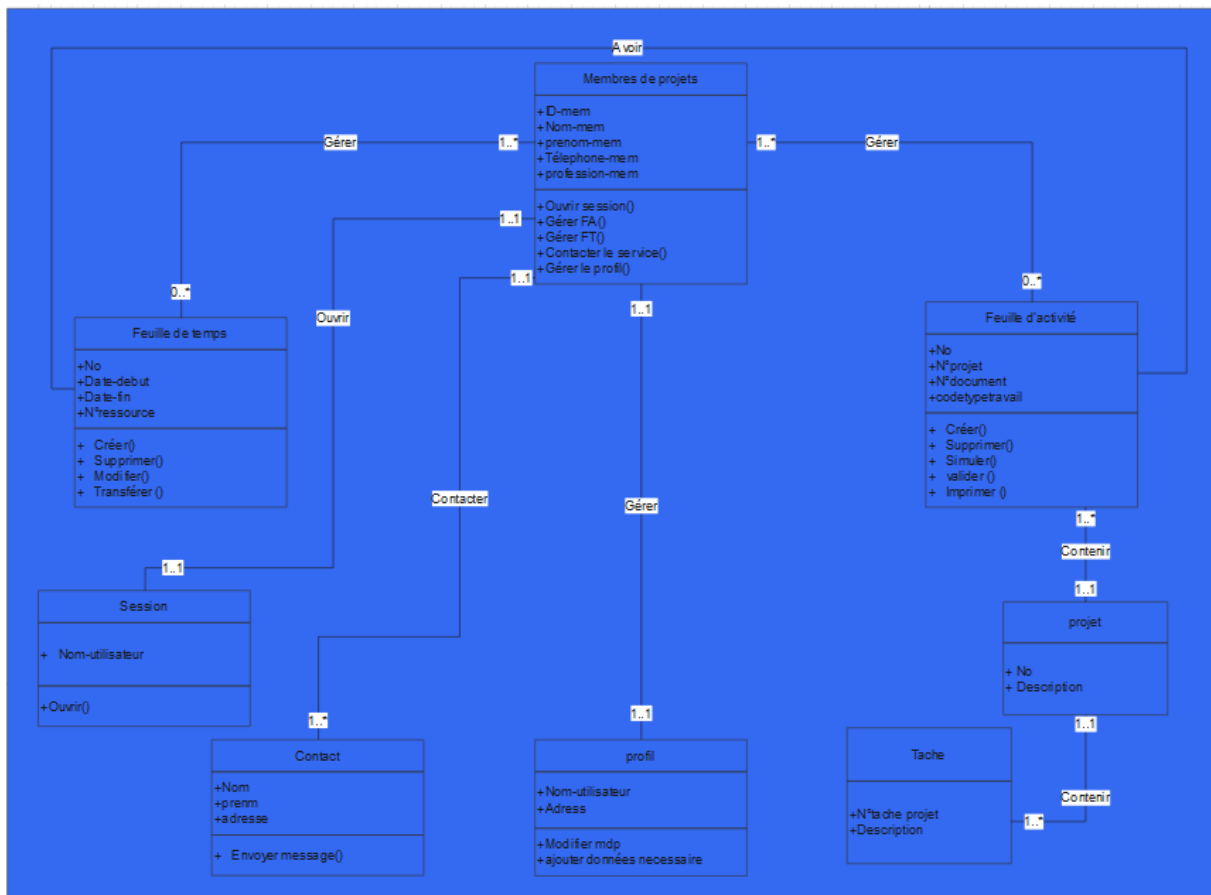 Avoir
Membres de projets
+ID-mem
+Nom-mem
+prenom-mem
+Télephone-mem
+profession-mem
+Ouvrir session()
+Gérer FA()
+Gérer FT()
+Contacter le service()
+Gérer le profil()
Gérer
1..*
1..*
Gérer
1..1
1..1
1..1
0..*
0..*
Ouvrir
Feuille de temps
+No
+Date-debut
+Date-fin
+N°ressource
+ Créer()
+ Supprimer()
+ Modifier()
+ Transférer ()
Feuille d'activité
+No
+N°projet
+N°document
+codetypetravail
+ Créer()
+ Supprimer()
+ Simuler()
+ valider ()
+ Imprimer ()
Contacter
Gérer
1..*
Contenir
1..1
1..1
Session
+ Nom-utilisateur
+Ouvrir()
projet
+ No
+ Description
1..*
1..1
1..1
Contact
+Nom
+prenm
+adresse
+ Envoyer message()
profil
+Nom-utilisateur
+Adress
+Modifier mdp
+ajouter données necessaire
Tache
+N°tache projet
+Description
Contenir
1..*